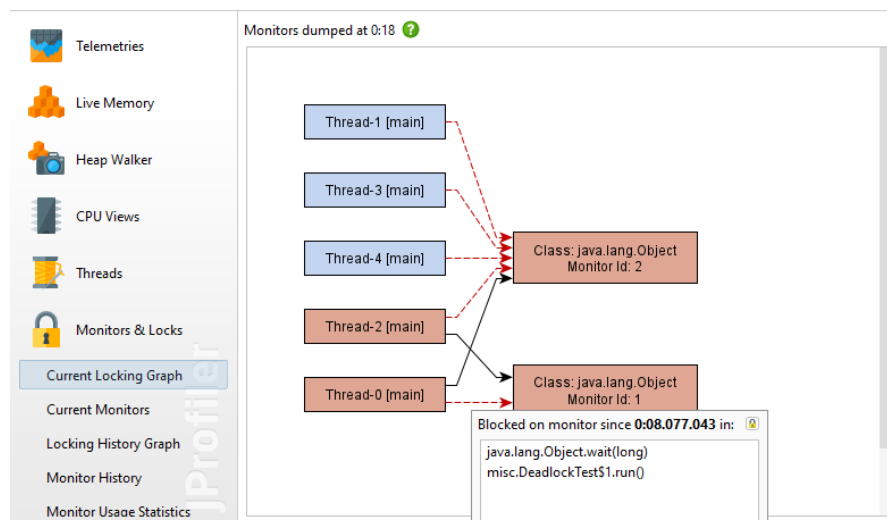 Monitors dumped at 0:18
Telemetries
Live Memory
Heap Walker
CPU Views
Threads
Monitors & Locks
Current Locking Graph
Current Monitors
Locking History Graph
Monitor History
Monitor Usage Statistics
JProfiler
Thread-1 [main]
Thread-3 [main]
Thread-4 [main]
Thread-2 [main]
Thread-0 [main]
Class: java.lang.Object
Monitor Id: 2
Class: java.lang.Object
Monitor Id: 1
Blocked on monitor since 0:08.077.043 in:
java.lang.Object.wait(long)
misc.DeadlockTest$1.run()